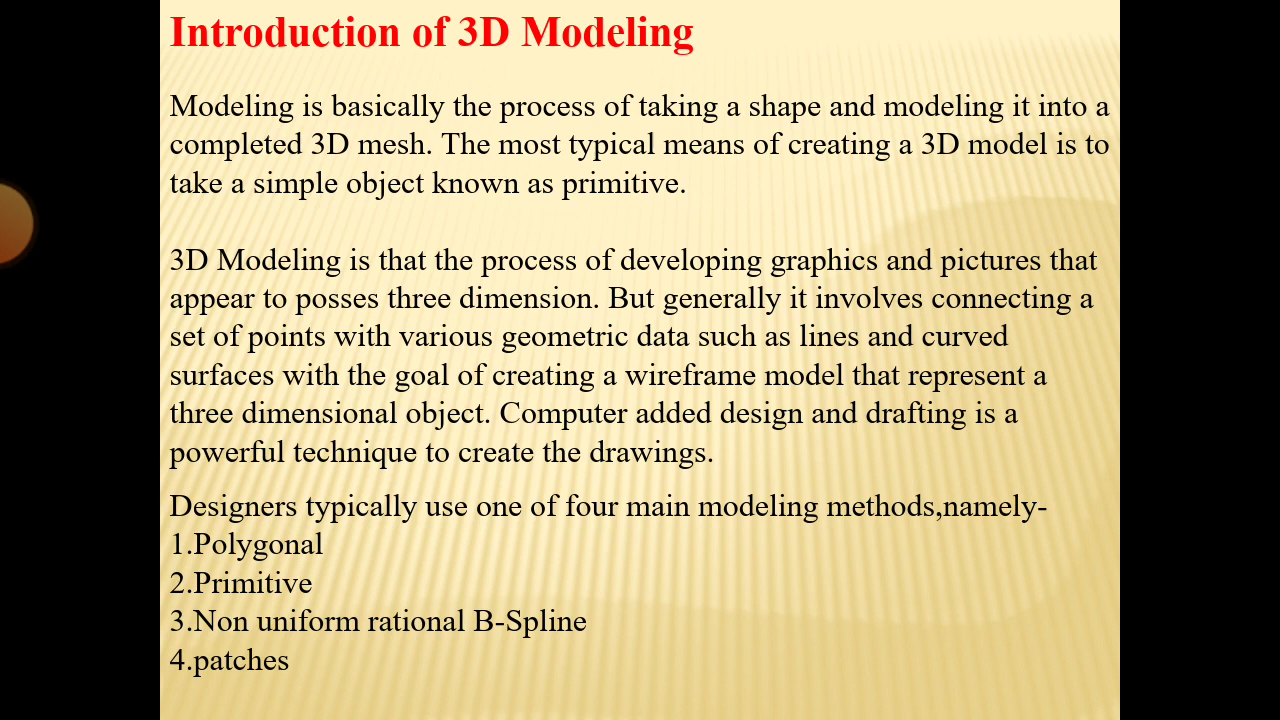 Introduction of 3D Modeling
Modeling is basically the process of taking a shape and modeling it into a
completed 3D mesh. The most typical means of creating a 3D model is to
take a simple object known as primitive.
3D Modeling is that the process of developing graphics and pictures that
appear to posses three dimension. But generally it involves connecting a
set of points with various geometric data such as lines and curved
surfaces with the goal of creating a wireframe model that represent a
three dimensional object. Computer added design and drafting is a
powerful technique to create the drawings.
Designers typically use one of four main modeling methods,namely-
1.Polygonal
2.Primitive
3.Non uniform rational B-Spline
4.patches